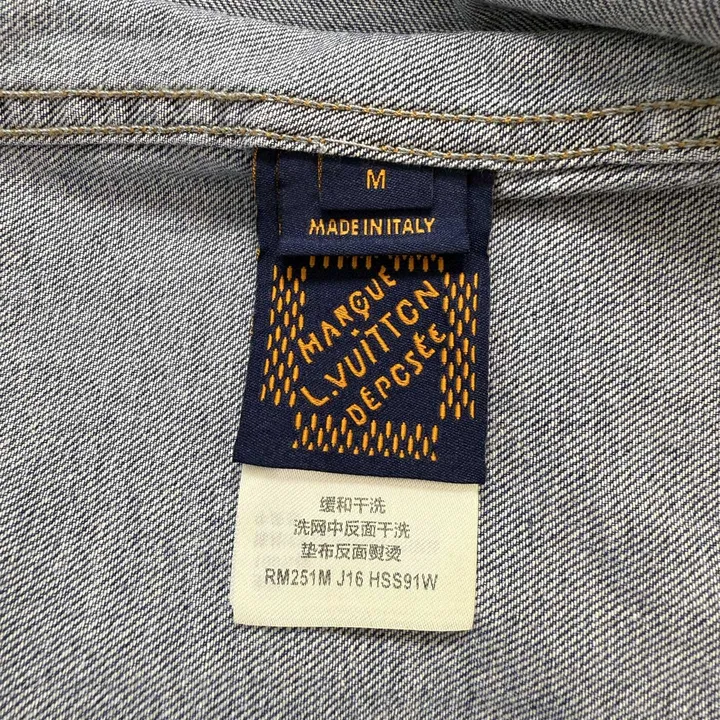 M
MADE IN ITALY
MARQUE
L.VUITTON
DÉPOSÉE
缓和干洗
洗网中反面干洗
垫布反面熨烫
RM251M J16 HSS91W